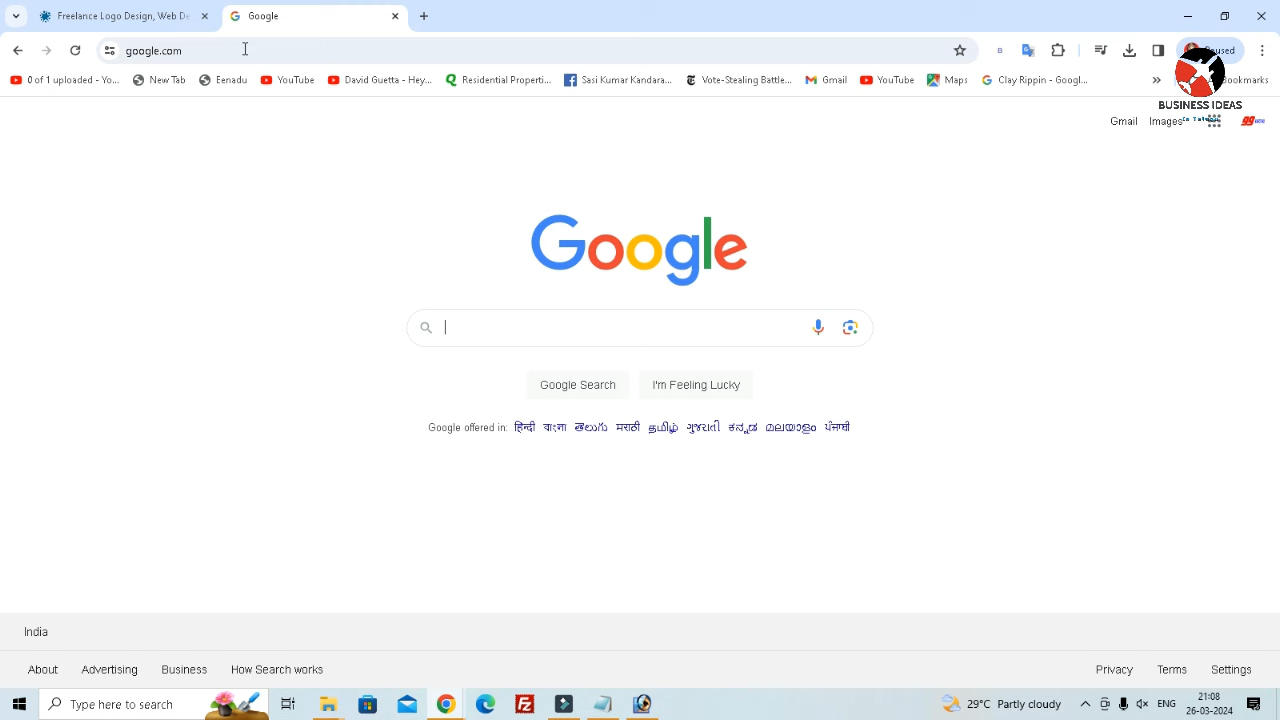 Freelance Logo Design, Web De
Google
google.com
Paused
0 of 1 uploaded - Yo...
New Tab
Eenadu
YouTube
David Guetta - Hey...
Residential Properti...
Sasi Kumar Kandara...
Vote-Stealing Battle...
Gmail
YouTube
Maps
Clay Rippin - Googl...
Bookmarks
BUSINESS IDEAS
Gmail
Images
Google
Google Search
I'm Feeling Lucky
Google offered in: हिन्दी বাংলা తెలుగు मराठी தமிழ் ગુજરાતી ಕನ್ನಡ മലയാളം ਪੰਜਾਬੀ
India
About
Advertising
Business
How Search works
Privacy
Terms
Settings
Type here to search
29°C Partly cloudy
ENG
21:08
26-03-2024